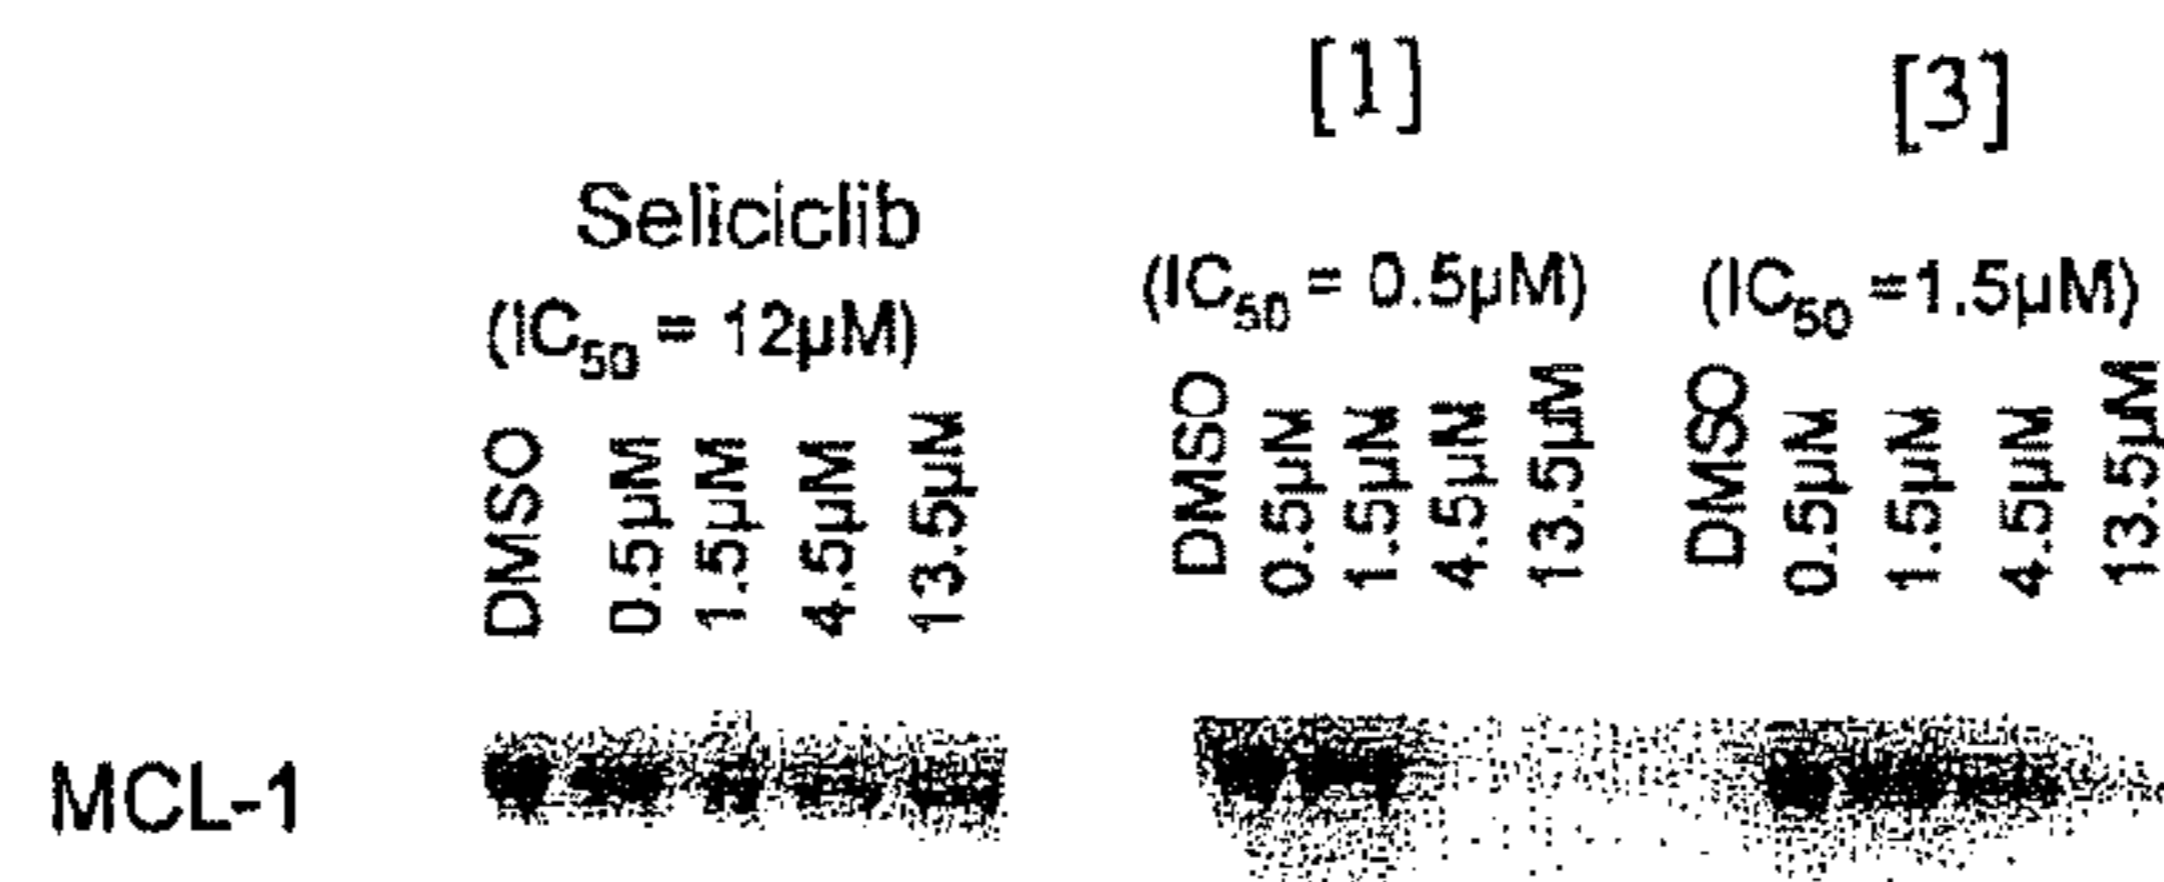 [1] [3]
Seliciclib
(IC50 = 12µM) (IC50 = 0.5µM) (IC50 =1.5µM)
DMSO 0.5µM 1.5µM 4.5µM 13.5µM DMSO 0.5µM 1.5µM 4.5µM 13.5µM DMSO 0.5µM 1.5µM 4.5µM 13.5µM
MCL-1